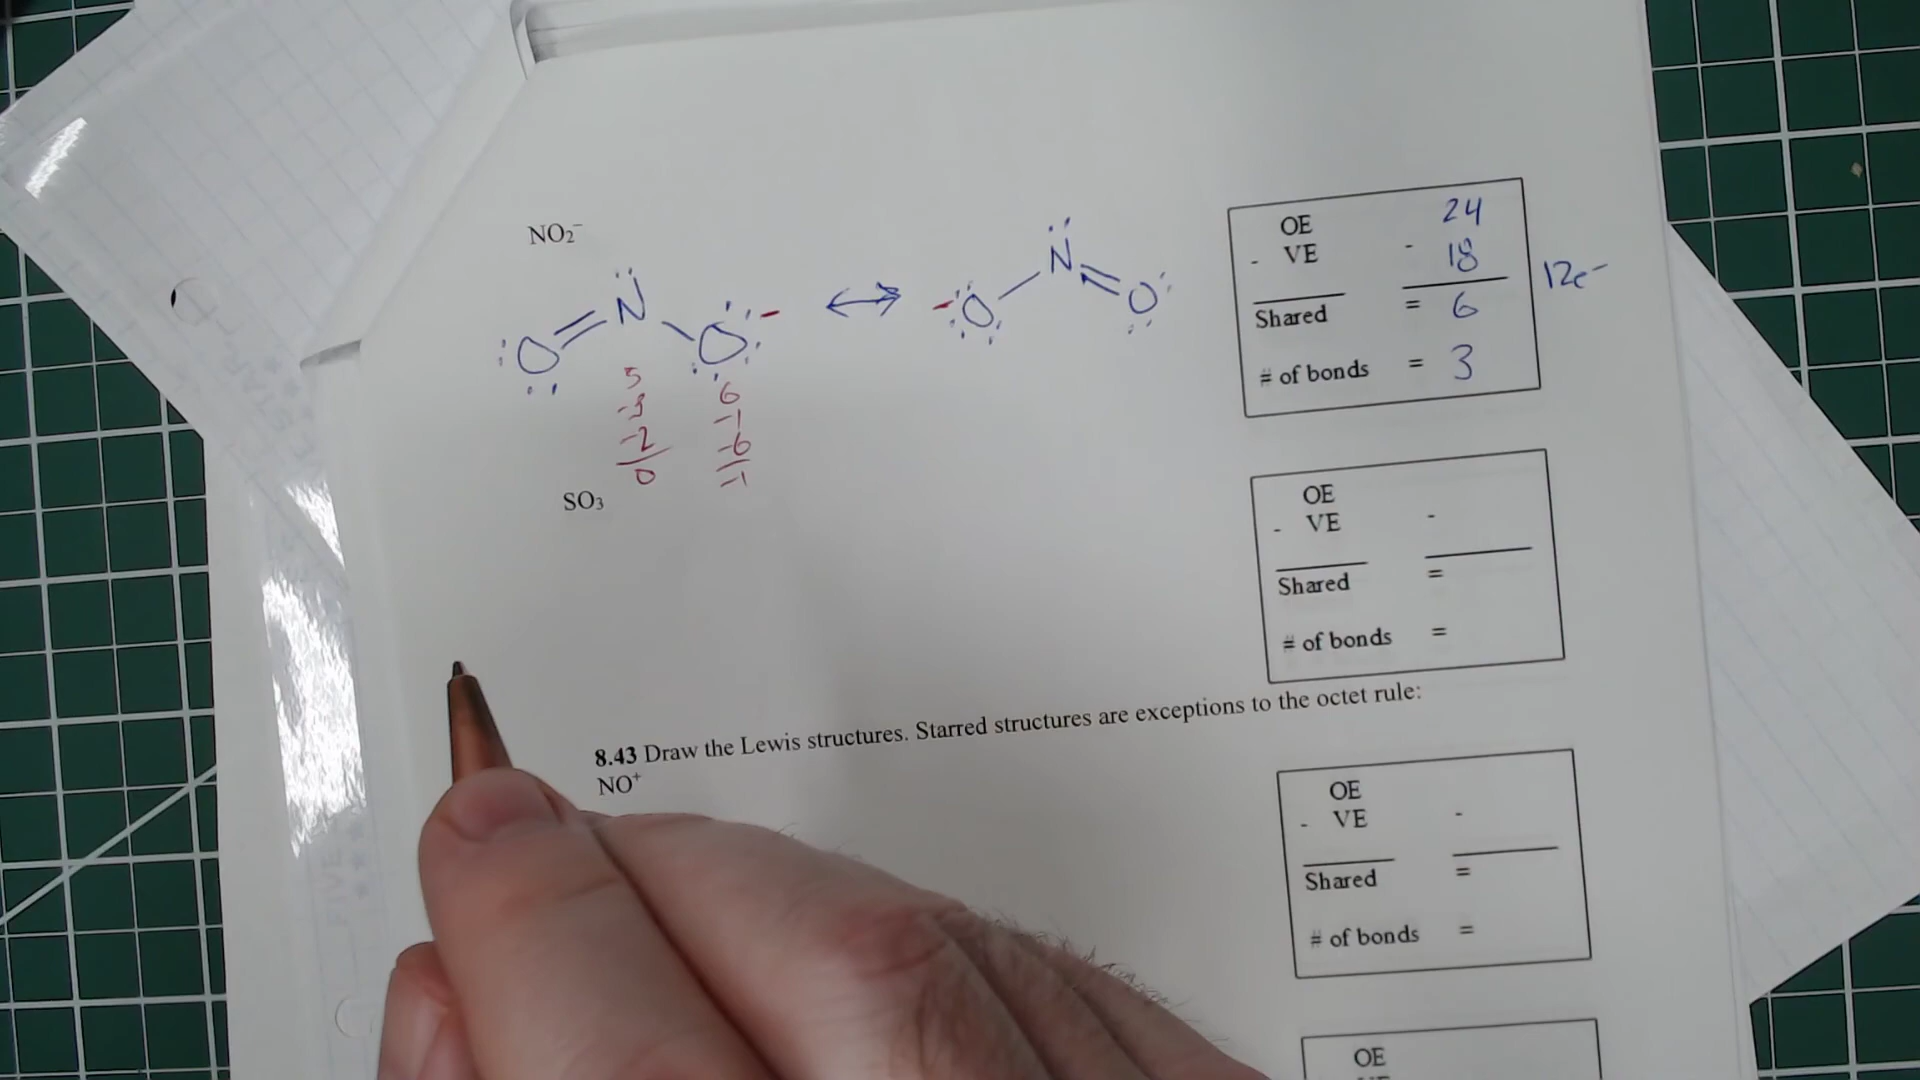 NO₂⁻
:O=N-O:- ↔ -:O-N=O:
5 6
-3 -1
-2 -6
0 -1
OE 24
- VE - 18
Shared = 6
12e⁻
# of bonds = 3
SO₃
OE
- VE -
Shared =
# of bonds =
8.43 Draw the Lewis structures. Starred structures are exceptions to the octet rule:
NO⁺
OE
- VE -
Shared =
# of bonds =
OE